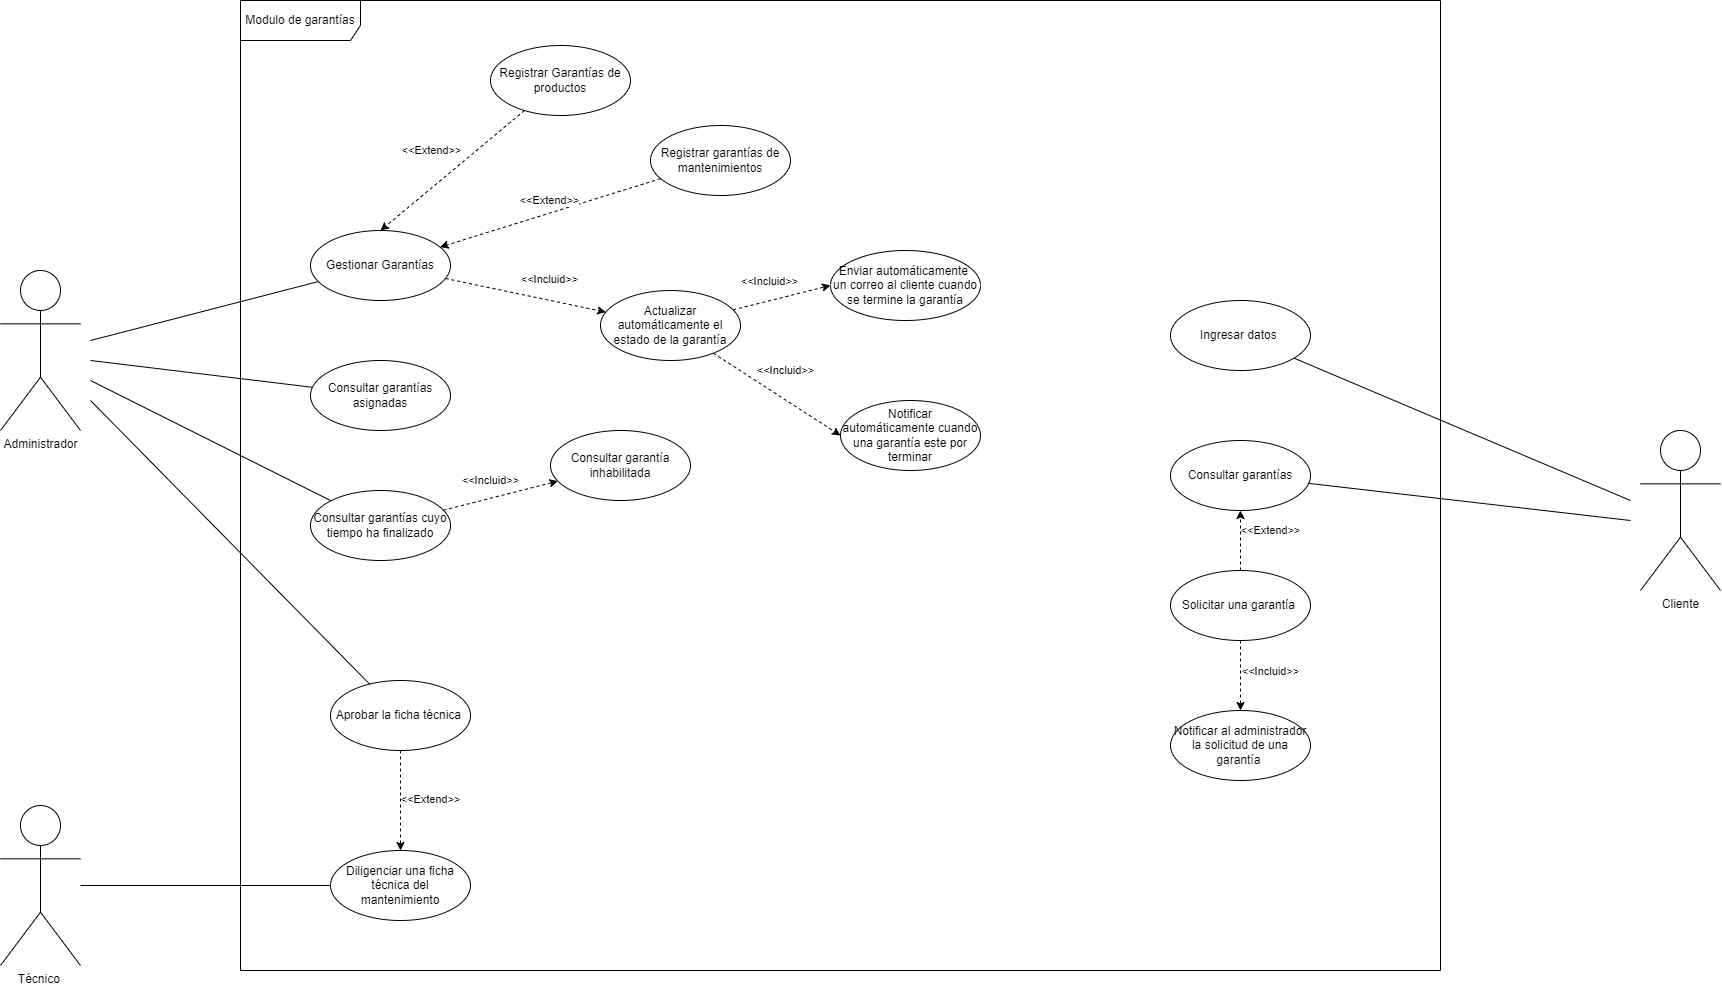 Modulo de garantías
Registrar Garantías de
productos
<<Extend>>
Registrar garantías de
mantenimientos
<<Extend>>
Gestionar Garantías
<<Incluid>>
Actualizar
automáticamente el
estado de la garantía
<<Incluid>>
Enviar automáticamente
un correo al cliente cuando
se termine la garantía
<<Incluid>>
Notificar
automáticamente cuando
una garantía este por
terminar
Administrador
Consultar garantías
asignadas
Consultar garantías cuyo
tiempo ha finalizado
<<Incluid>>
Consultar garantía
inhabilitada
Ingresar datos
Consultar garantías
<<Extend>>
Solicitar una garantía
<<Incluid>>
Notificar al administrador
la solicitud de una
garantía
Cliente
Aprobar la ficha técnica
<<Extend>>
Diligenciar una ficha
técnica del
mantenimiento
Técnico